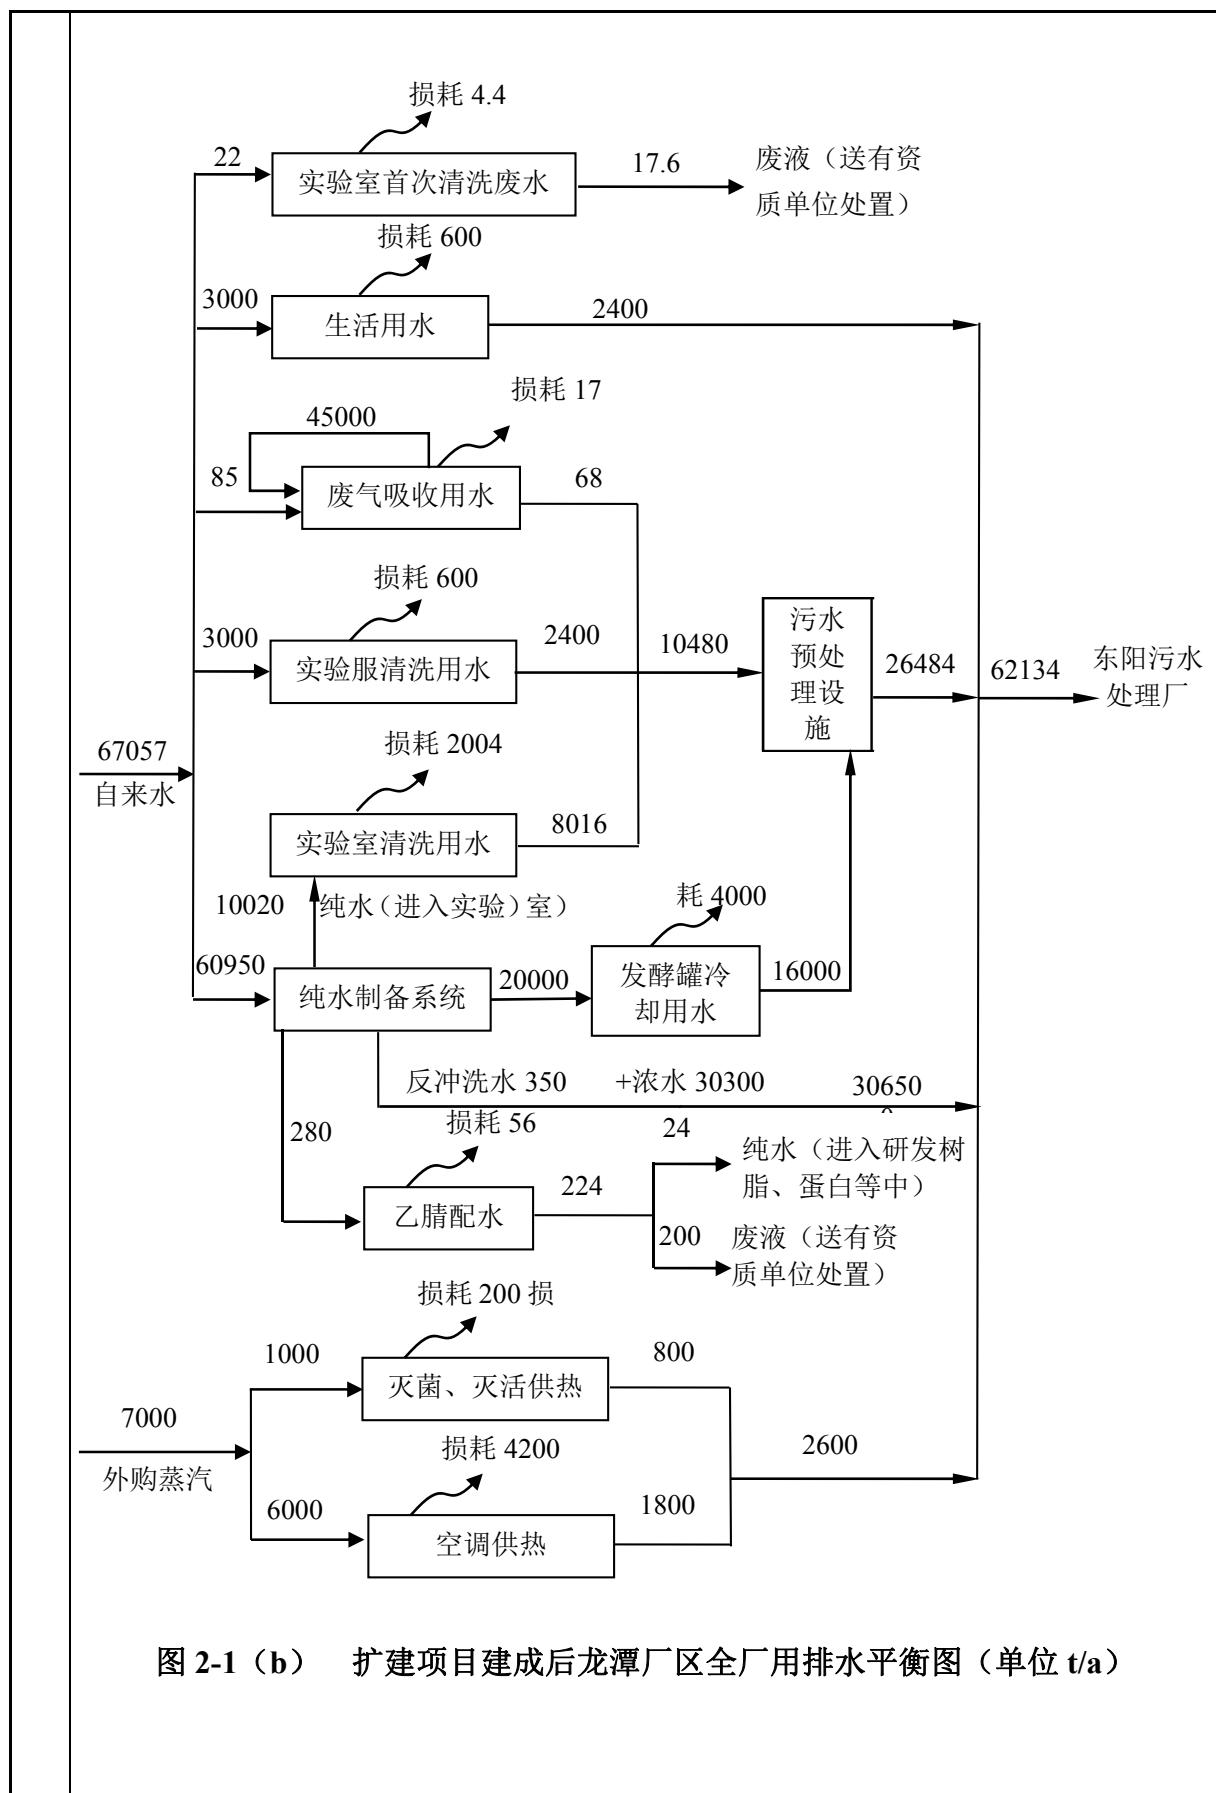 损耗 4.4
22
实验室首次清洗废水
17.6
废液（送有资
质单位处置）
损耗 600
3000
生活用水
2400
损耗 17
45000
85
废气吸收用水
68
损耗 600
3000
实验服清洗用水
2400
10480
污水
预处
理设
施
26484
62134
东阳污水
处理厂
67057
自来水
损耗 2004
实验室清洗用水
8016
10020
纯水（进入实验）室）
耗 4000
60950
纯水制备系统
20000
发酵罐冷
却用水
16000
反冲洗水 350
+浓水 30300
30650
280
损耗 56
乙腈配水
224
24
纯水（进入研发树
脂、蛋白等中）
200
废液（送有资
质单位处置）
损耗 200 损
1000
灭菌、灭活供热
800
7000
外购蒸汽
损耗 4200
2600
6000
空调供热
1800
图 2-1（b） 扩建项目建成后龙潭厂区全厂用排水平衡图（单位 t/a）